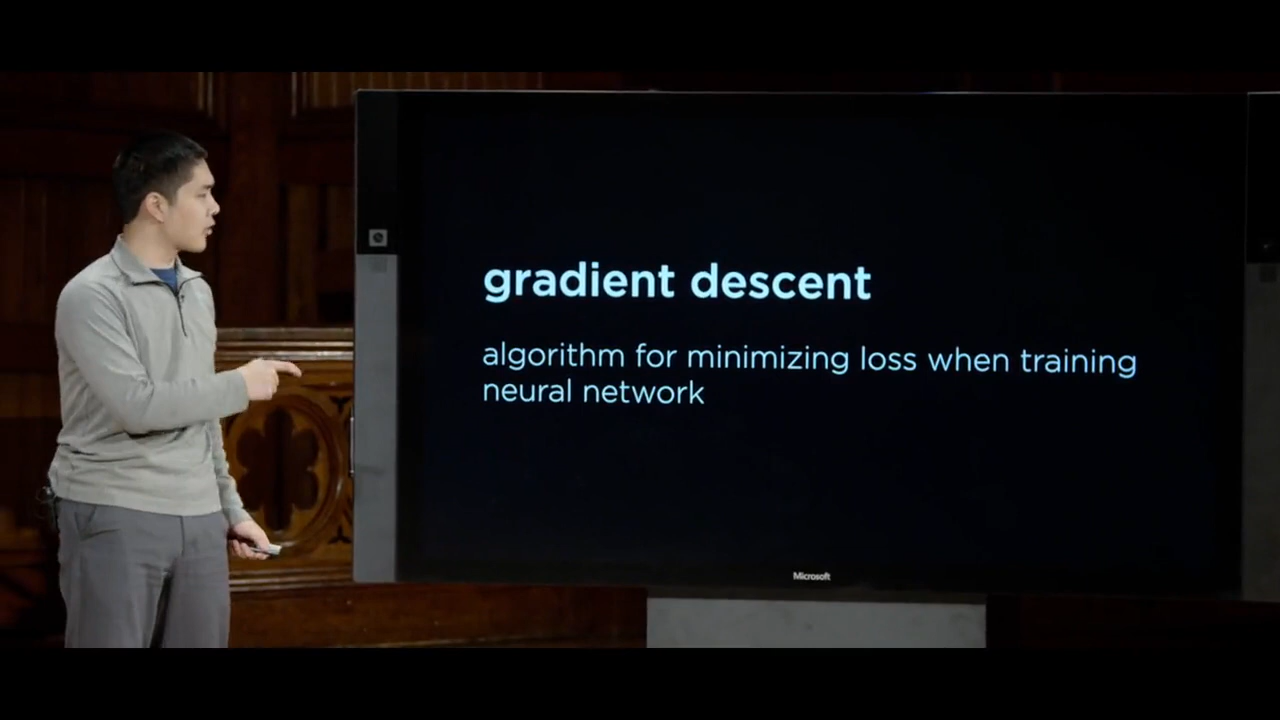 gradient descent
algorithm for minimizing loss when training
neural network
Microsoft